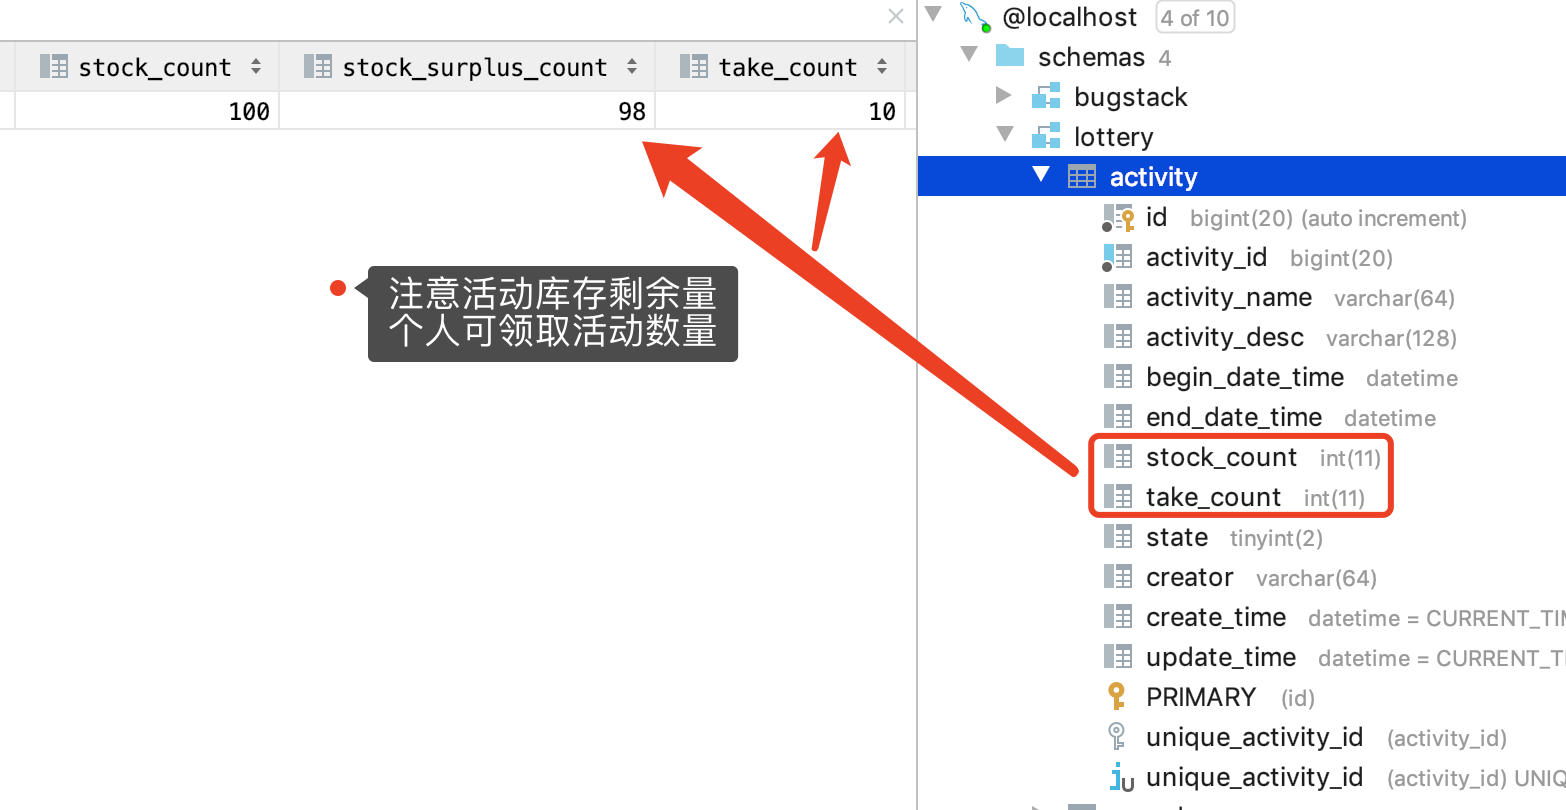 stock_count stock_surplus_count take_count
100 98 10
注意活动库存剩余量
个人可领取活动数量
@localhost 4 of 10
schemas 4
bugstack
lottery
activity
id bigint(20) (auto increment)
activity_id bigint(20)
activity_name varchar(64)
activity_desc varchar(128)
begin_date_time datetime
end_date_time datetime
stock_count int(11)
take_count int(11)
state tinyint(2)
creator varchar(64)
create_time datetime = CURRENT_TIM
update_time datetime = CURRENT_TI
PRIMARY (id)
unique_activity_id (activity_id)
unique_activity_id (activity_id) UNIQ